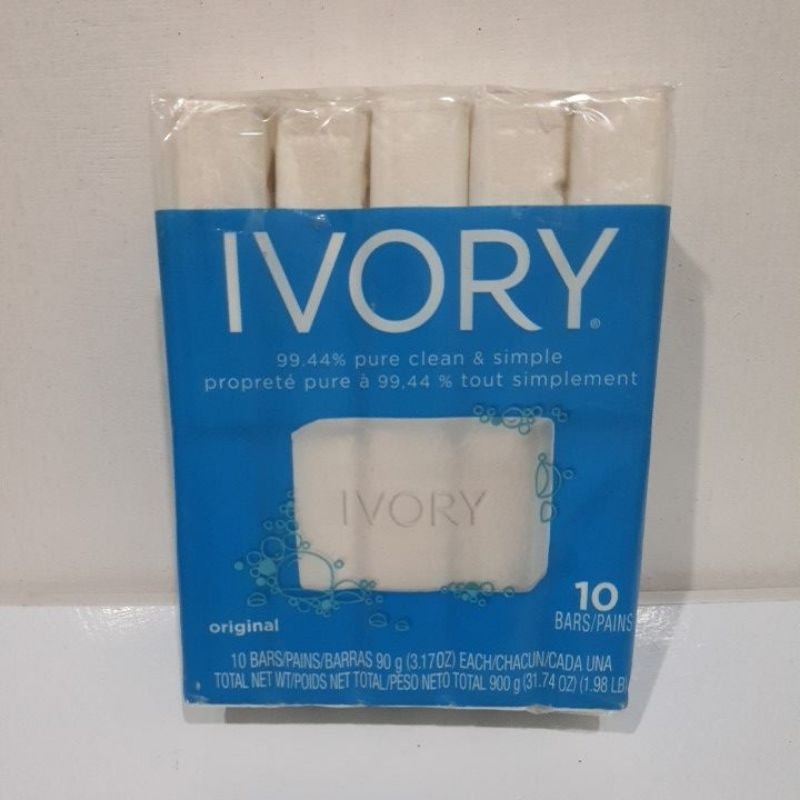 IVORY®
99.44% pure clean & simple
propreté pure à 99,44 % tout simplement
IVORY
10
BARS/PAINS
original
10 BARS/PAINS/BARRAS 90 g (3.17OZ) EACH/CHACUN/CADA UNA
TOTAL NET WT/POIDS NET TOTAL/PESO NETO TOTAL 900 g (31.74 OZ) (1.98 LB